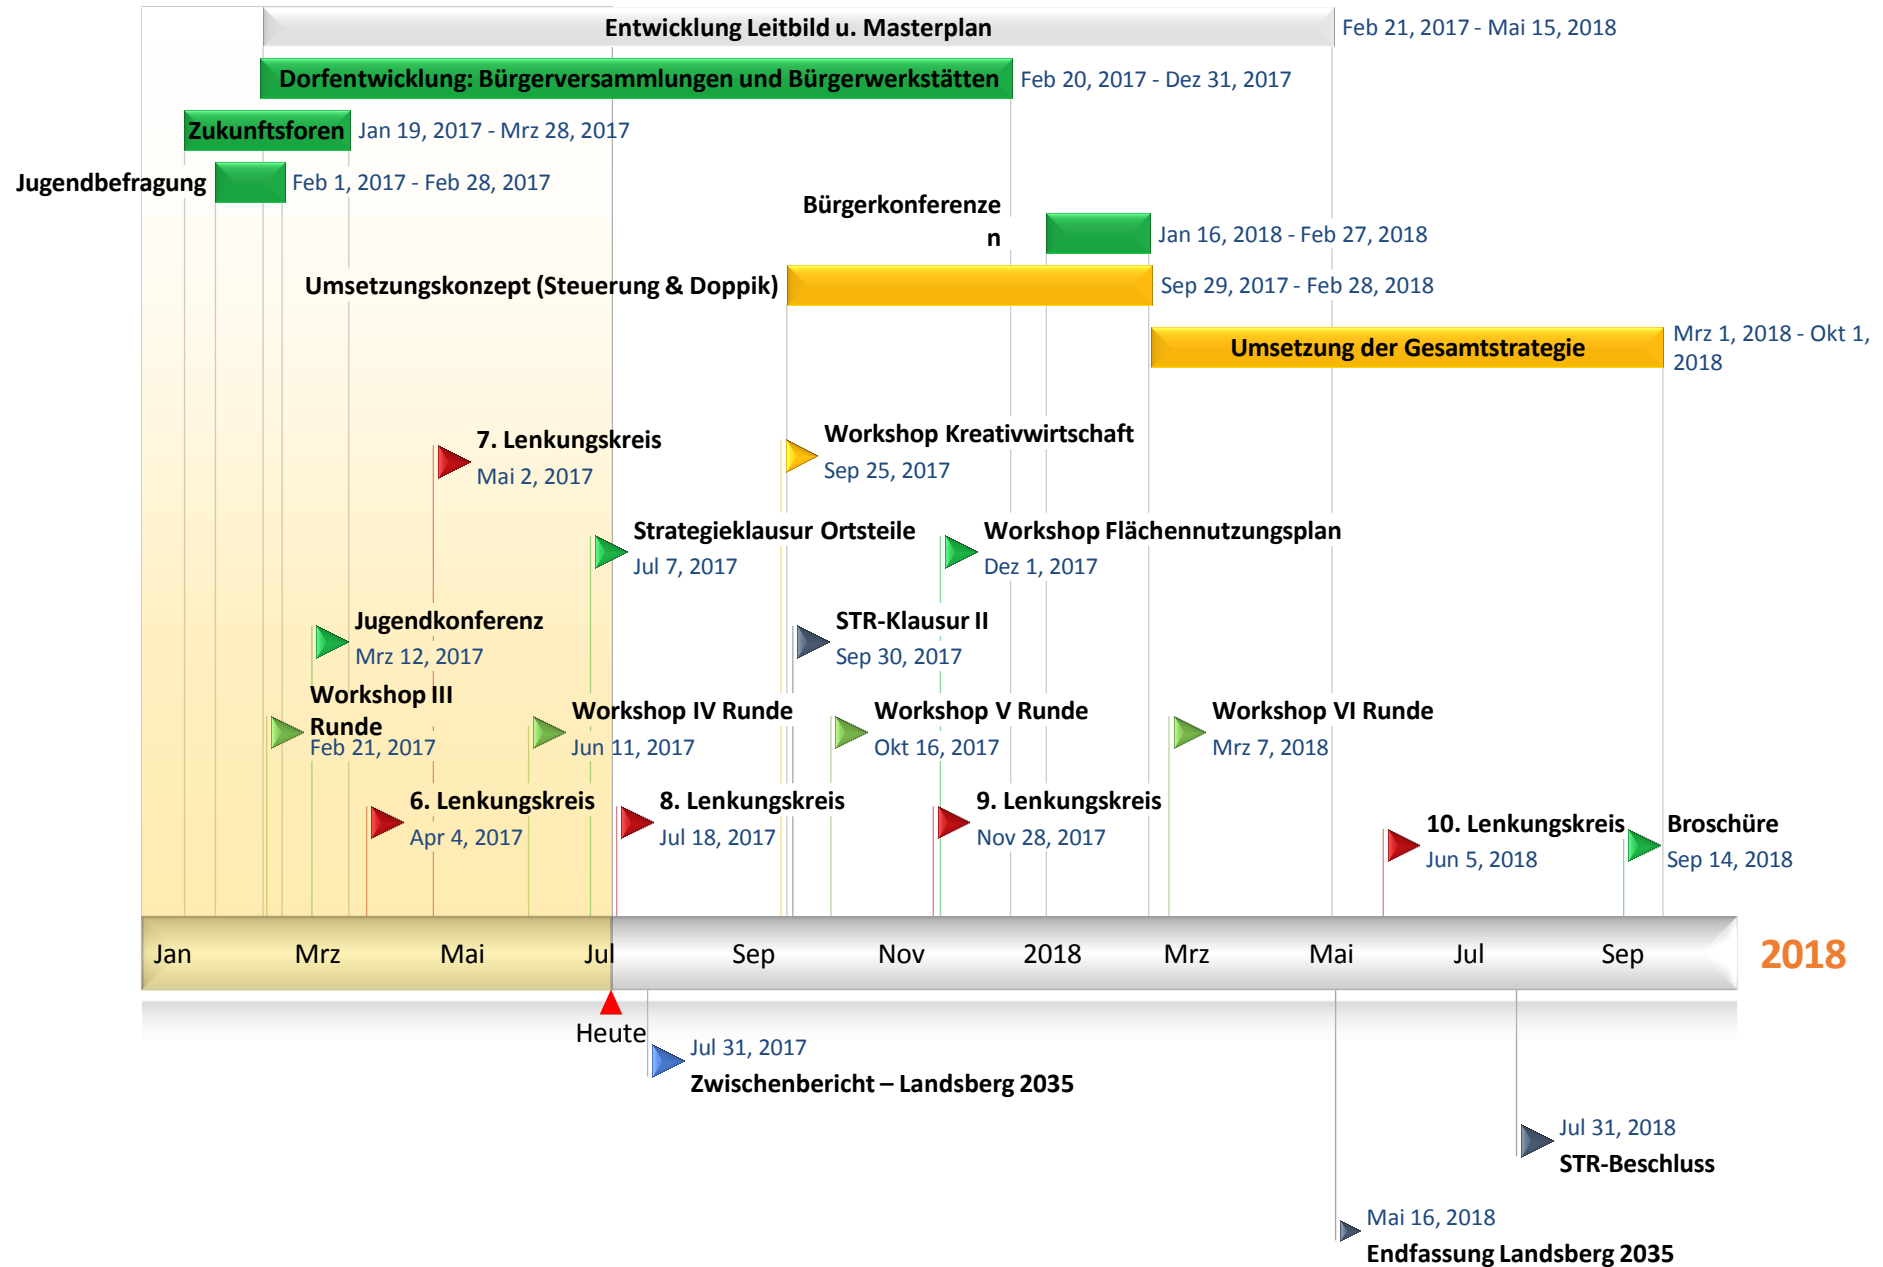 Entwicklung Leitbild u. Masterplan
Feb 21, 2017 - Mai 15, 2018
Dorfentwicklung: Bürgerversammlungen und Bürgerwerkstätten
Feb 20, 2017 - Dez 31, 2017
Zukunftsforen
Jan 19, 2017 - Mrz 28, 2017
Jugendbefragung
Feb 1, 2017 - Feb 28, 2017
Bürgerkonferenze
n
Jan 16, 2018 - Feb 27, 2018
Umsetzungskonzept (Steuerung & Doppik)
Sep 29, 2017 - Feb 28, 2018
Umsetzung der Gesamtstrategie
Mrz 1, 2018 - Okt 1,
2018
7. Lenkungskreis
Mai 2, 2017
Workshop Kreativwirtschaft
Sep 25, 2017
Strategieklausur Ortsteile
Jul 7, 2017
Workshop Flächennutzungsplan
Dez 1, 2017
Jugendkonferenz
Mrz 12, 2017
STR-Klausur II
Sep 30, 2017
Workshop III
Runde
Feb 21, 2017
Workshop IV Runde
Jun 11, 2017
Workshop V Runde
Okt 16, 2017
Workshop VI Runde
Mrz 7, 2018
6. Lenkungskreis
Apr 4, 2017
8. Lenkungskreis
Jul 18, 2017
9. Lenkungskreis
Nov 28, 2017
10. Lenkungskreis
Jun 5, 2018
Broschüre
Sep 14, 2018
Jan Mrz Mai Jul Sep Nov 2018 Mrz Mai Jul Sep
2018
Heute
Jul 31, 2017
Zwischenbericht – Landsberg 2035
Jul 31, 2018
STR-Beschluss
Mai 16, 2018
Endfassung Landsberg 2035